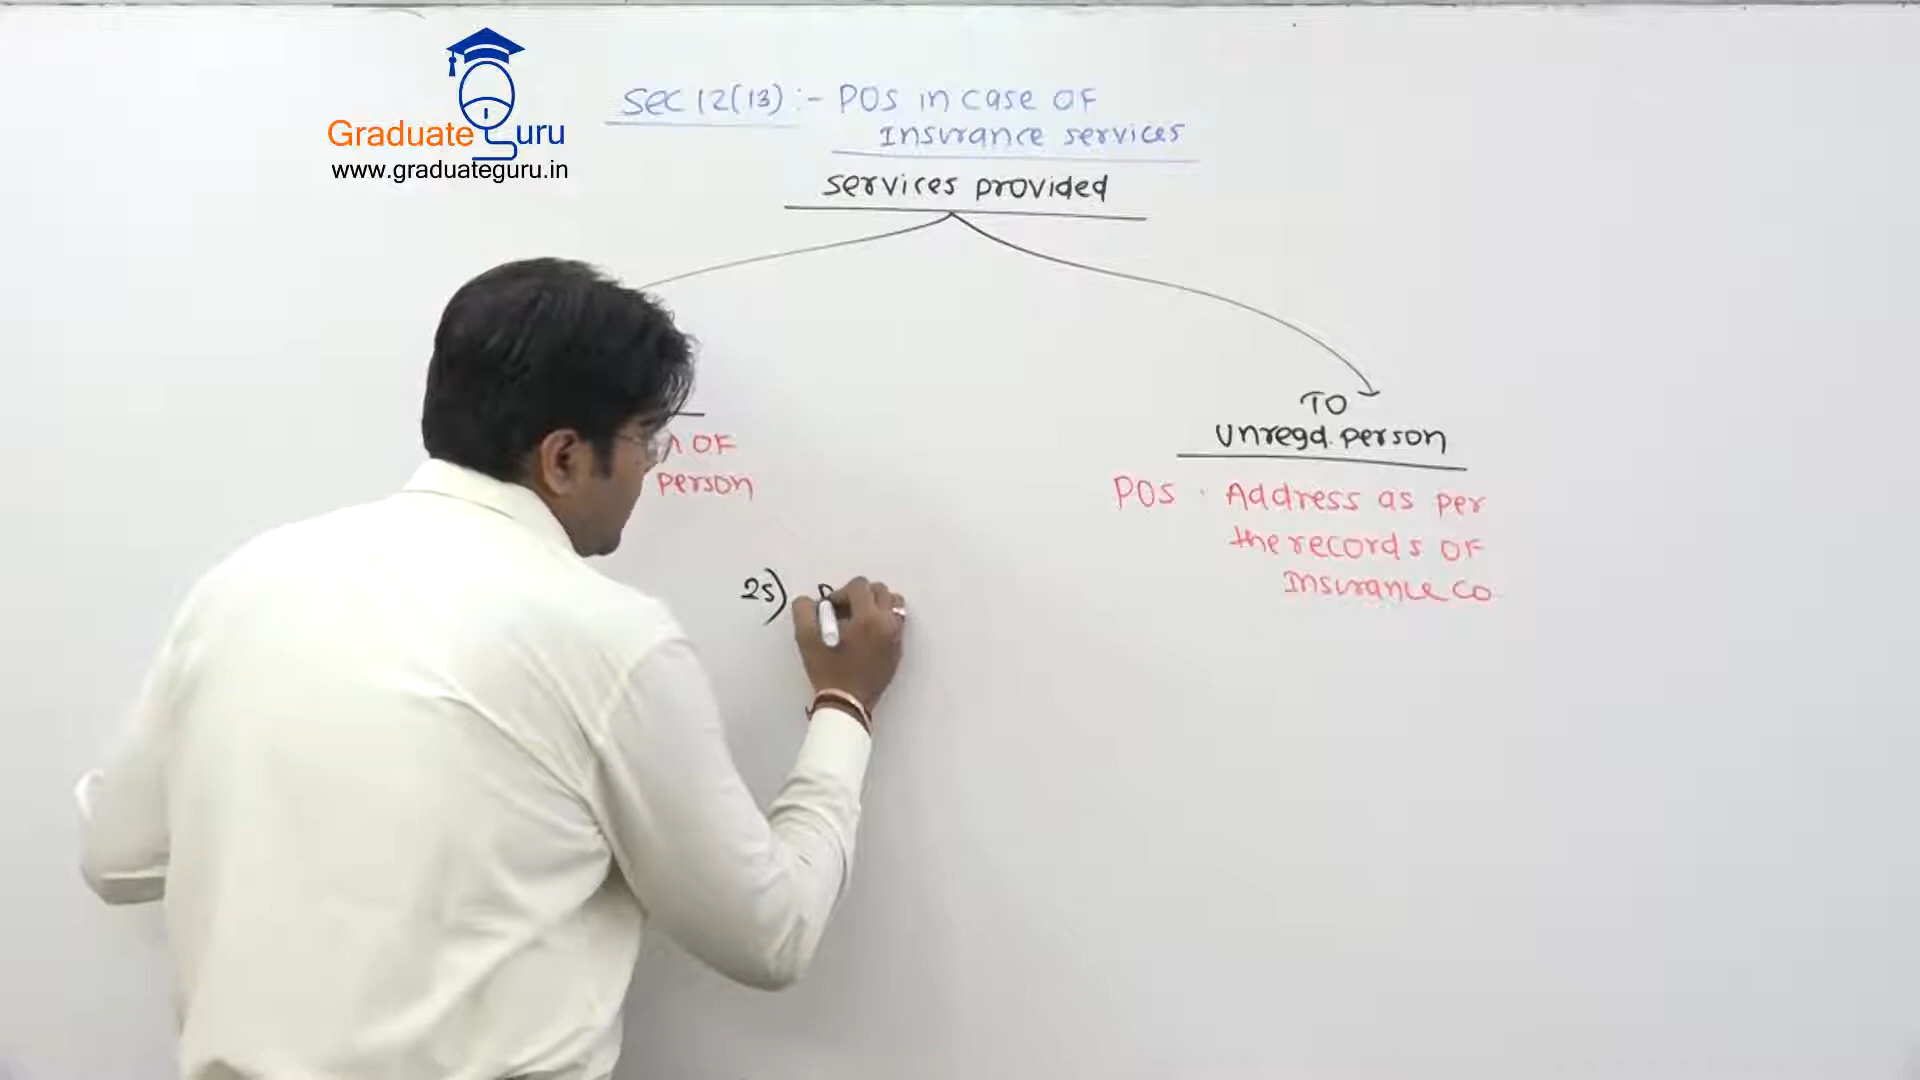 Graduate Guru
www.graduateguru.in
Sec 12(13) :- POS in case OF
Insurance services
services provided
TO
Unregd. person
OF
person
POS : Address as per
the records OF
Insurance Co
25)